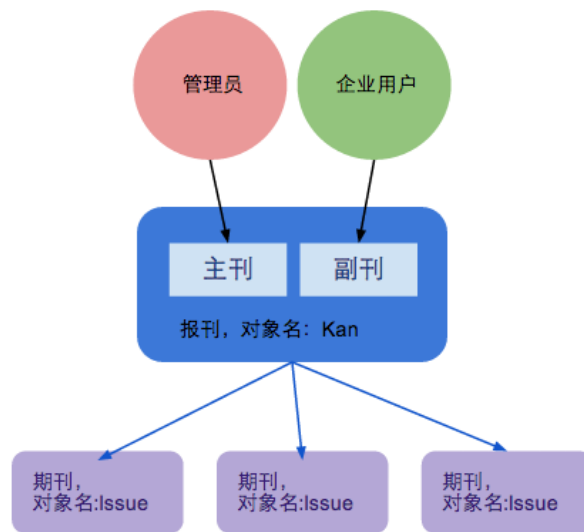 管理员
企业用户
主刊
副刊
报刊，对象名：Kan
期刊，
对象名:Issue
期刊，
对象名:Issue
期刊，
对象名:Issue